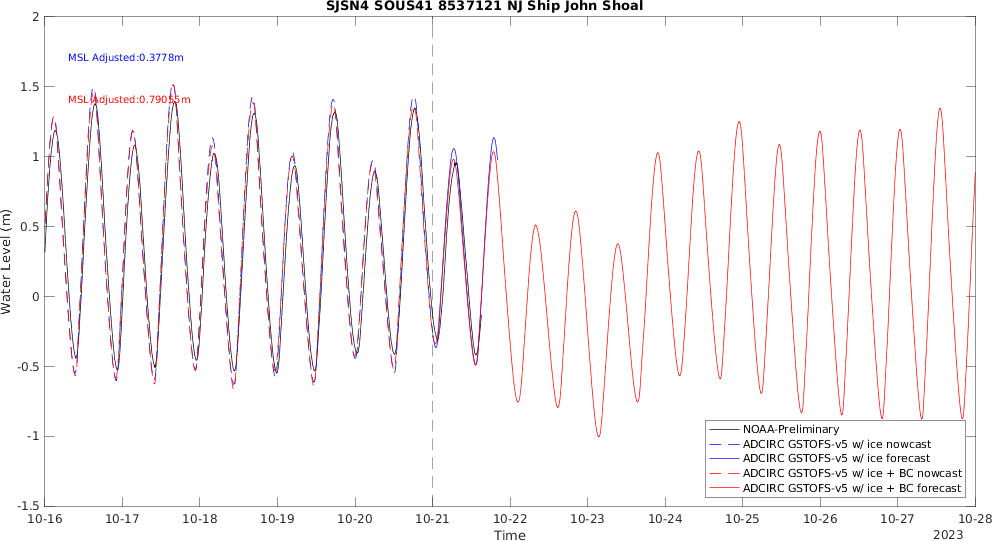 SJSN4 SOUS41 8537121 NJ Ship John Shoal
2
MSL Adjusted:0.3778m
1.5
MSL Adjusted:0.79055m
1
0.5
0
-0.5
-1
-1.5
Water Level (m)
NOAA-Preliminary
ADCIRC GSTOFS-v5 w/ ice nowcast
ADCIRC GSTOFS-v5 w/ ice forecast
ADCIRC GSTOFS-v5 w/ ice + BC nowcast
ADCIRC GSTOFS-v5 w/ ice + BC forecast
10-16 10-17 10-18 10-19 10-20 10-21 10-22 10-23 10-24 10-25 10-26 10-27 10-28
Time
2023